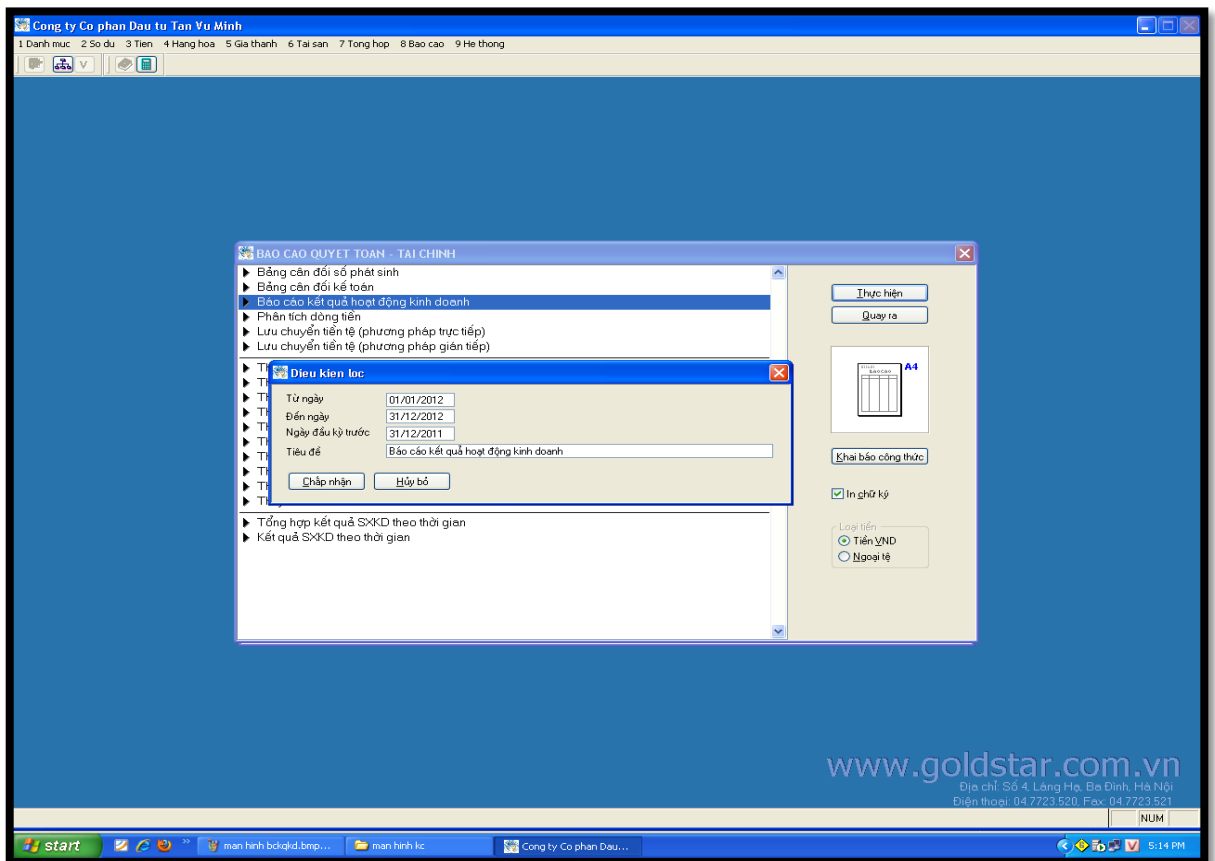 Cong ty Co phan Dau tu Tan Vu Minh
1 Danh muc 2 So du 3 Tien 4 Hang hoa 5 Gia thanh 6 Tai san 7 Tong hop 8 Bao cao 9 He thong
V
BAO CAO QUYET TOAN - TAI CHINH
Bảng cân đối số phát sinh
Bảng cân đối kế toán
Báo cáo kết quả hoạt động kinh doanh
Phân tích dòng tiền
Lưu chuyển tiền tệ (phương pháp trực tiếp)
Lưu chuyển tiền tệ (phương pháp gián tiếp)
Dieu kien loc
Từ ngày 01/01/2012
Đến ngày 31/12/2012
Ngày đầu kỳ trước 31/12/2011
Tiêu đề Báo cáo kết quả hoạt động kinh doanh
Chấp nhận Hủy bỏ
Tổng hợp kết quả SXKD theo thời gian
Kết quả SXKD theo thời gian
Thực hiện
Quay ra
A4
Khai báo công thức
In chữ ký
Loại tiền
Tiền VND
Ngoại tệ
www.goldstar.com.vn
Địa chỉ: Số 4, Láng Hạ, Ba Đình, Hà Nội
Điện thoại: 04.7723.520, Fax: 04.7723.521
NUM
start man hinh bckqkd.bmp... man hinh kc Cong ty Co phan Dau... V 5:14 PM